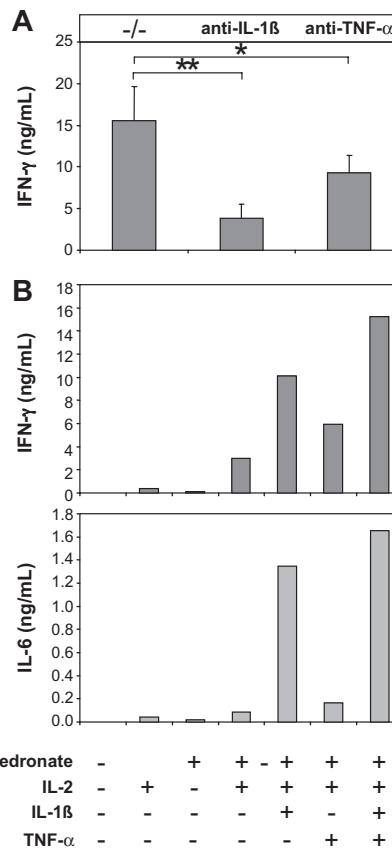 A
-/- anti-IL-1ß anti-TNF-α
25
20
15
10
5
0
IFN-γ (ng/mL)
** *
B
18
16
14
12
10
8
6
4
2
0
IFN-γ (ng/mL)
1.8
1.6
1.4
1.2
1.0
0.8
0.6
0.4
0.2
0.0
IL-6 (ng/mL)
edronate - + + - + + +
IL-2 - + - + + + +
IL-1ß - - - - + - +
TNF-α - - - - - + +